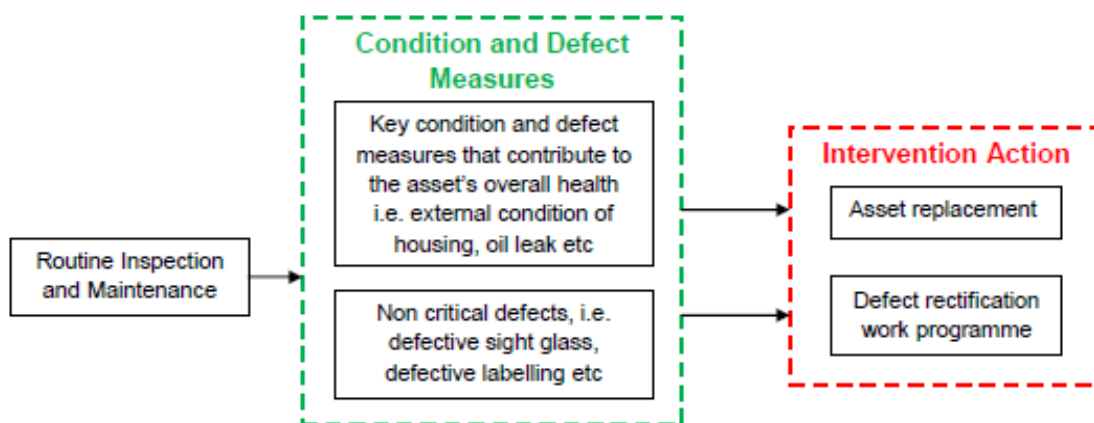 Condition and Defect
Measures
Key condition and defect
measures that contribute to
the asset's overall health
i.e. external condition of
housing, oil leak etc
Intervention Action
Asset replacement
Routine Inspection
and Maintenance
Non critical defects, i.e.
defective sight glass,
defective labelling etc
Defect rectification
work programme